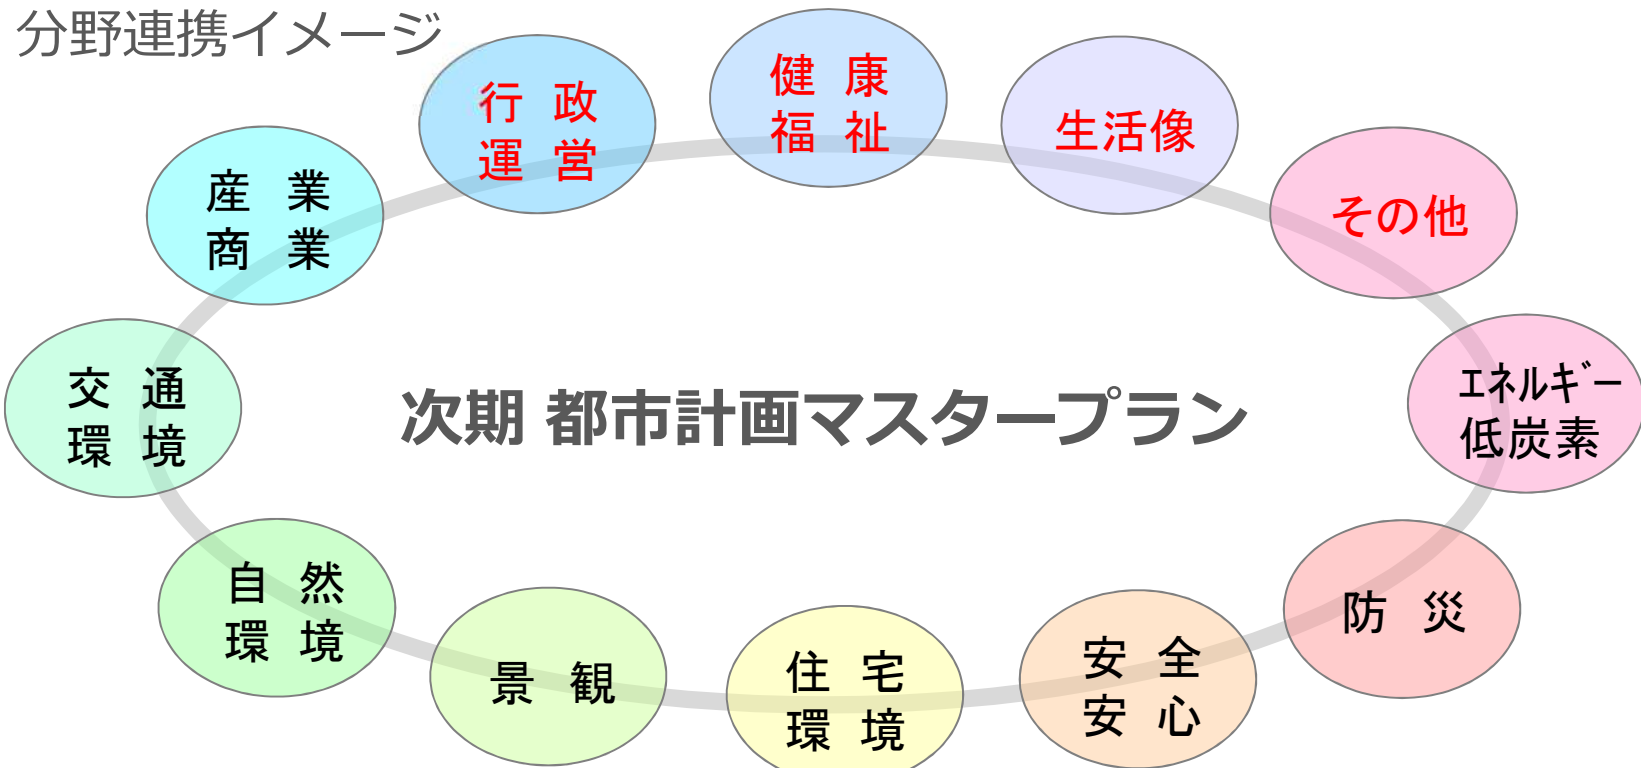 分野連携イメージ
行 政
運 営
健 康
福 祉
生活像
その他
産 業
商 業
交 通
環 境
次期 都市計画マスタープラン
エネルギー
低炭素
自 然
環 境
景 観
住 宅
環 境
安 全
安 心
防 災